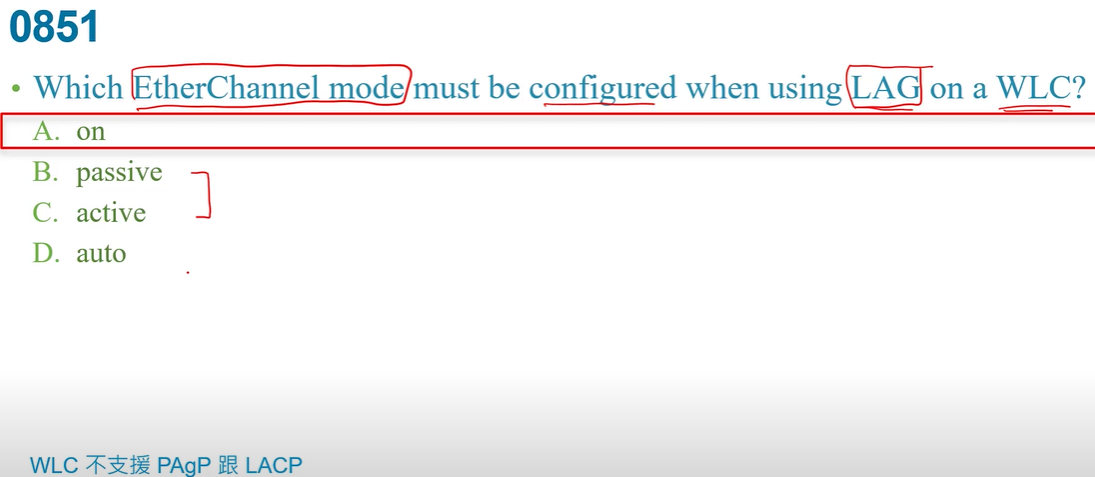 0851
• Which EtherChannel mode must be configured when using LAG on a WLC?
A. on
B. passive
C. active
D. auto
WLC 不支援 PAgP 跟 LACP